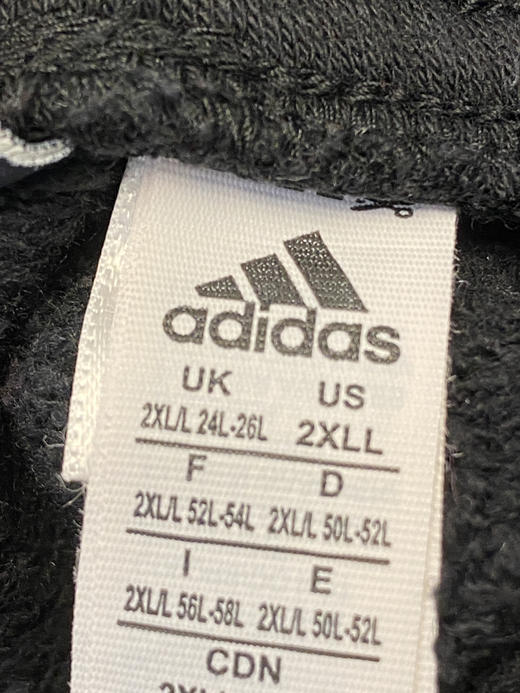 adidas
UK US
2XL/L 24L-26L 2XLL
F D
2XL/L 52L-54L 2XL/L 50L-52L
I E
2XL/L 56L-58L 2XL/L 50L-52L
CDN